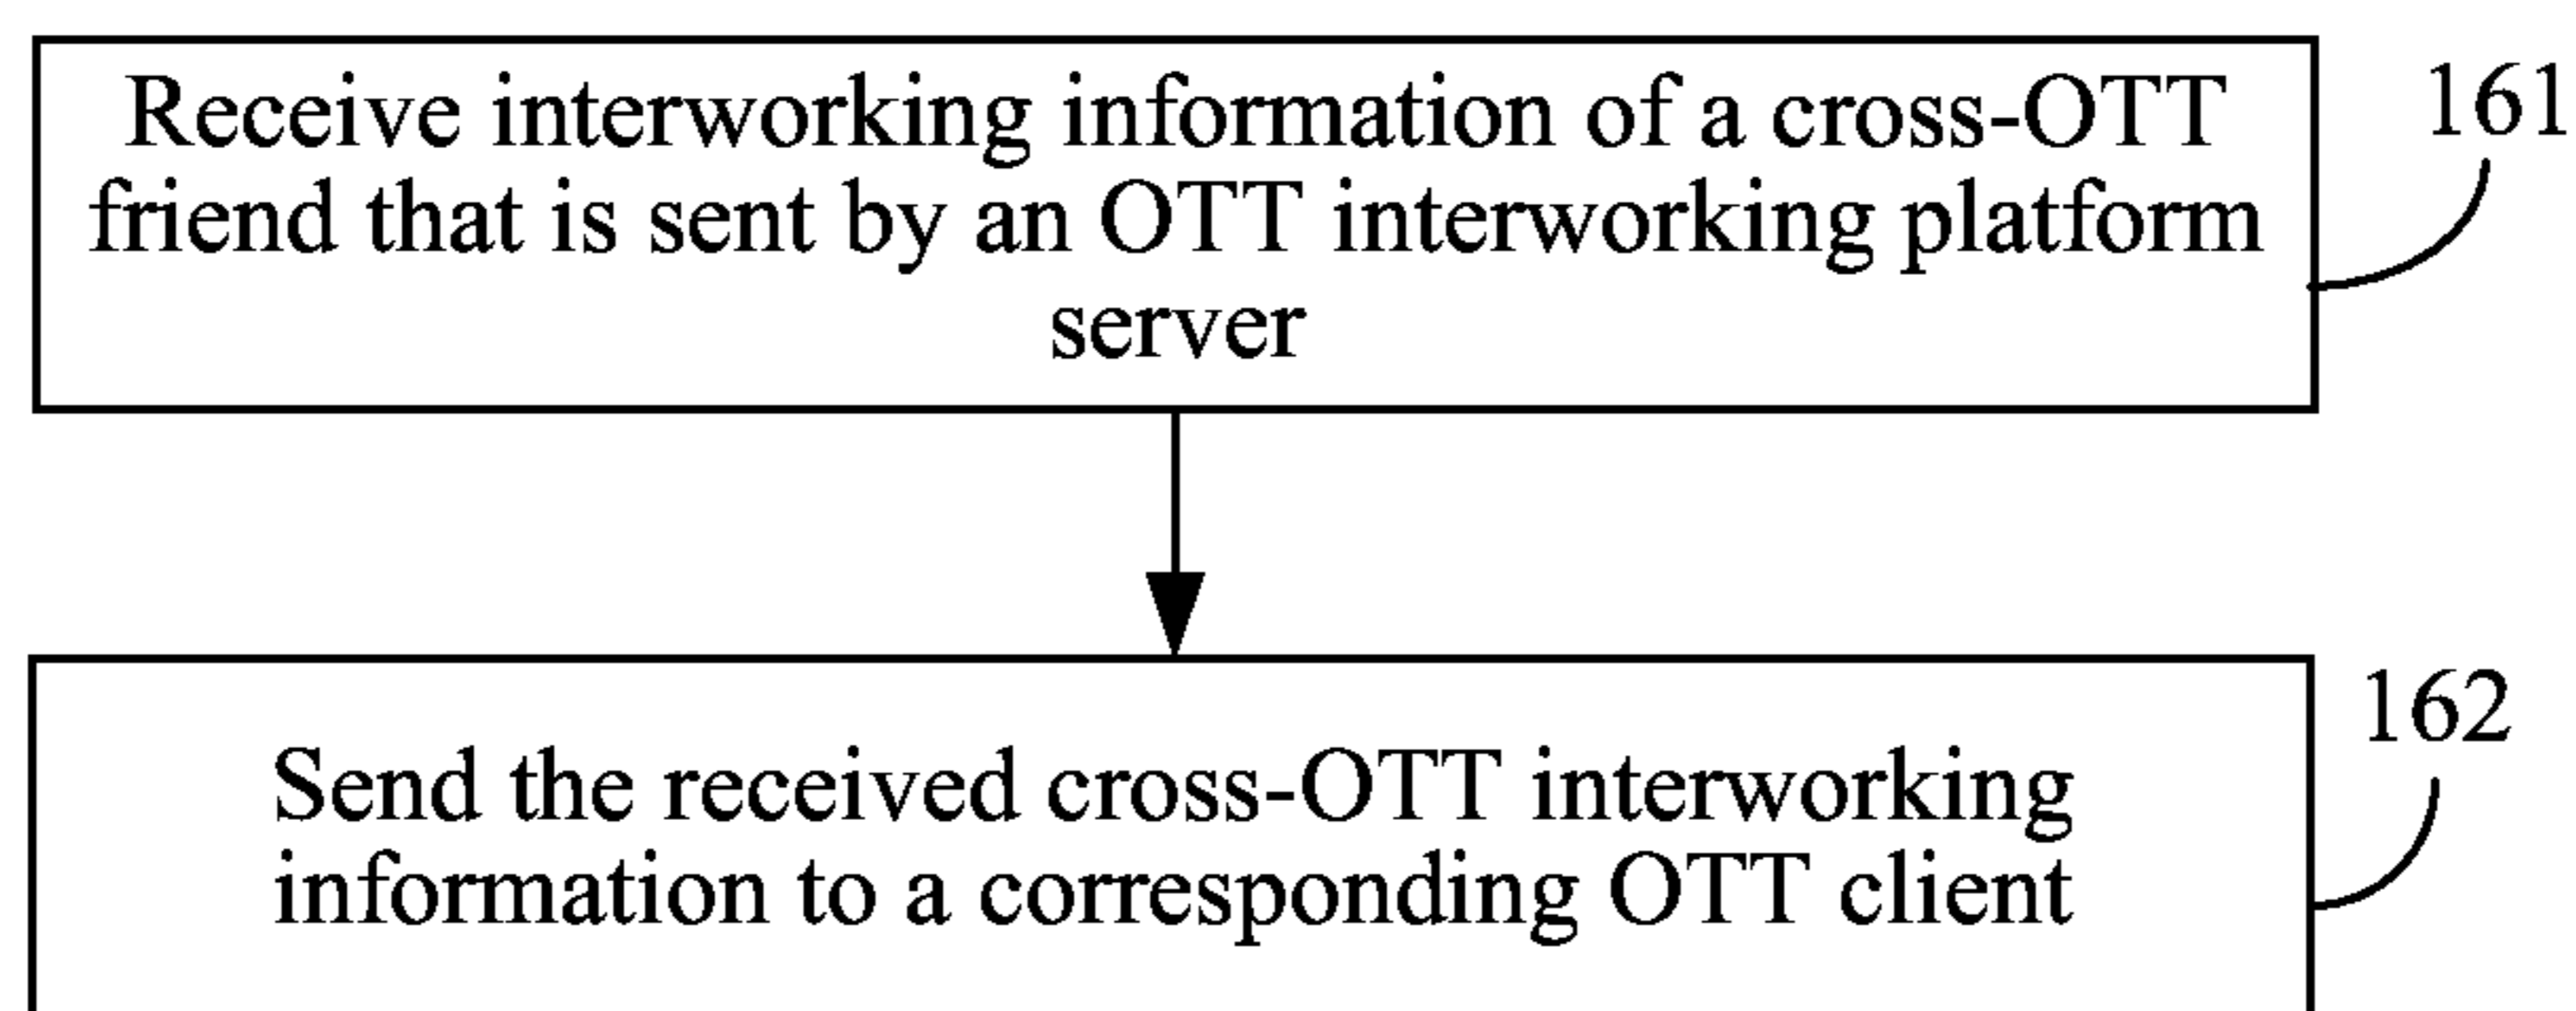 Receive interworking information of a cross-OTT
161
friend that is sent by an OTT interworking platform
server
162
Send the received cross-OTT interworking
information to a corresponding OTT client